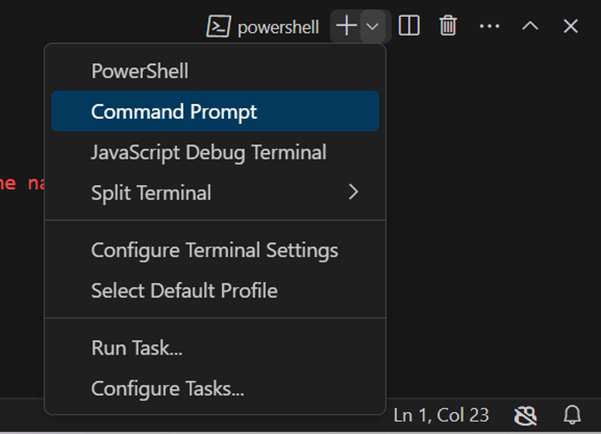 powershell
PowerShell
Command Prompt
JavaScript Debug Terminal
he na
Split Terminal
Configure Terminal Settings
Select Default Profile
Run Task...
Configure Tasks...
Ln 1, Col 23